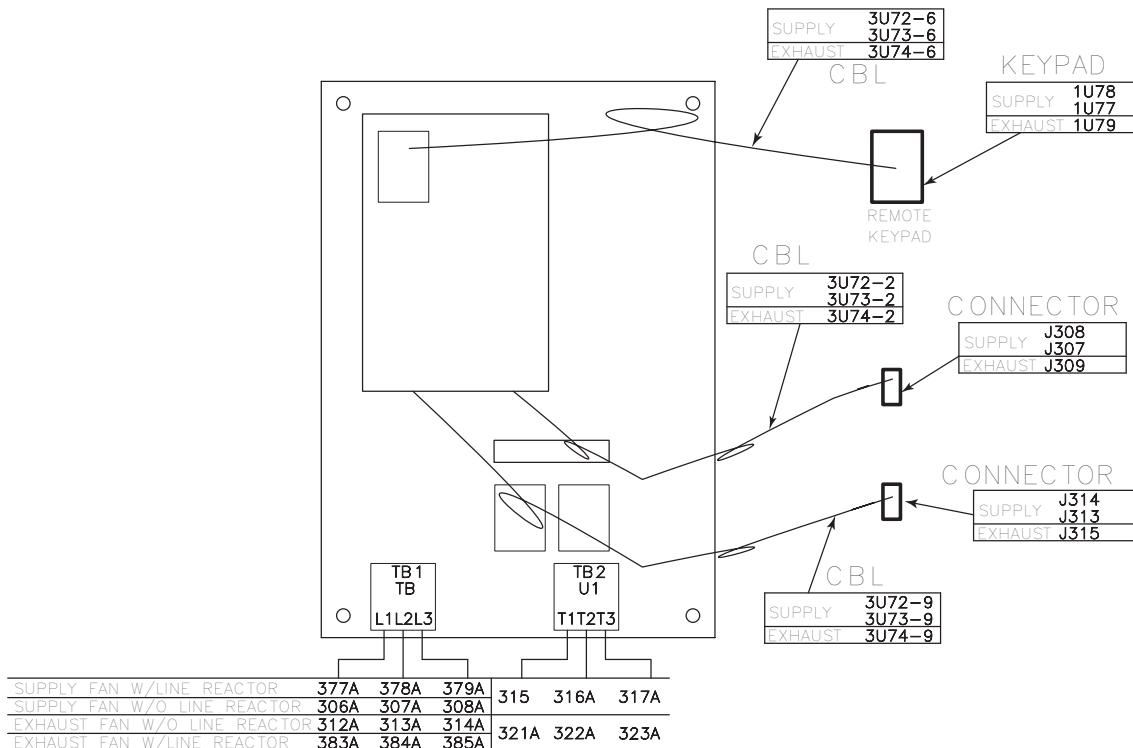 3U72-6
SUPPLY 3U73-6
EXHAUST 3U74-6
CBL
KEYPAD
1U78
SUPPLY 1U77
EXHAUST 1U79
REMOTE
KEYPAD
CBL
3U72-2
SUPPLY 3U73-2
EXHAUST 3U74-2
CONNECTOR
J308
SUPPLY J307
EXHAUST J309
CONNECTOR
J314
SUPPLY J313
EXHAUST J315
CBL
3U72-9
SUPPLY 3U73-9
EXHAUST 3U74-9
TB1
TB
L1L2L3
TB2
U1
T1T2T3
SUPPLY FAN W/LINE REACTOR 377A 378A 379A
SUPPLY FAN W/O LINE REACTOR 306A 307A 308A
315 316A 317A
EXHAUST FAN W/O LINE REACTOR 312A 313A 314A
EXHAUST FAN W/LINE REACTOR 383A 384A 385A
321A 322A 323A